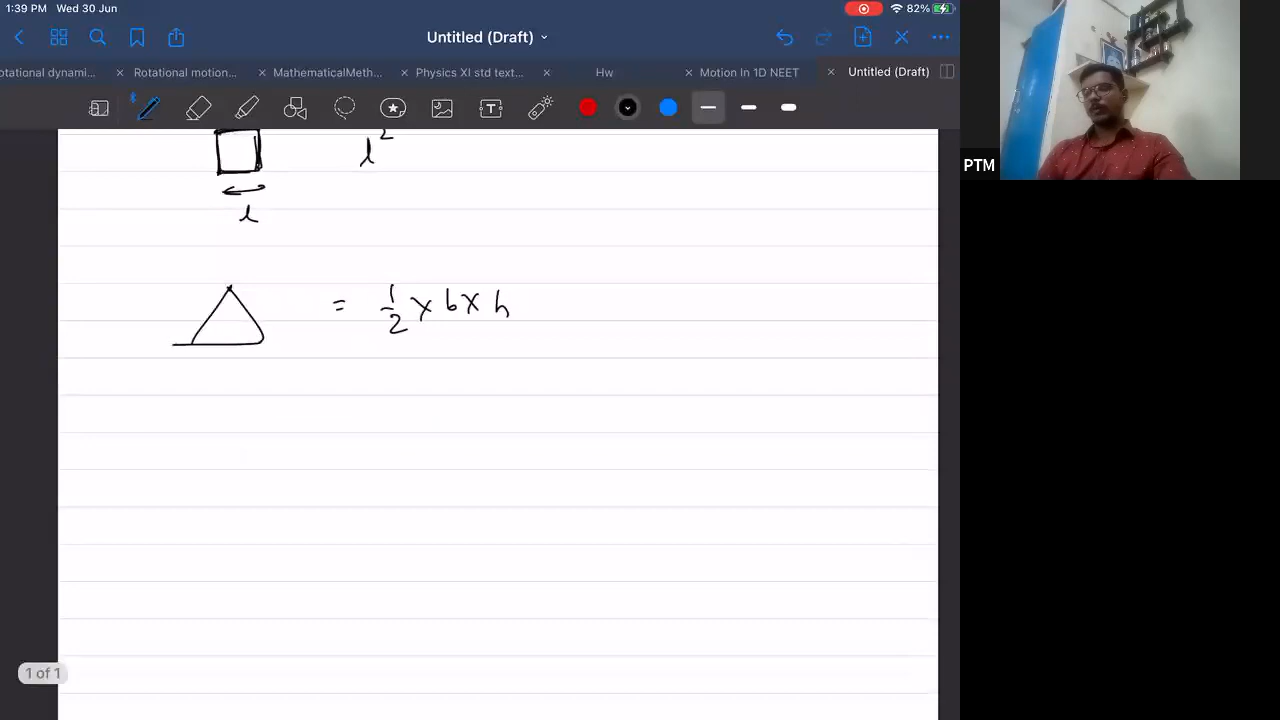 1:39 PM Wed 30 Jun
82%
Untitled (Draft)
otational dynami...
Rotational motion...
MathematicalMeth...
Physics XI std text...
Hw
Motion In 1D NEET
Untitled (Draft)
l²
l
= 1/2 x b x h
1 of 1
PTM